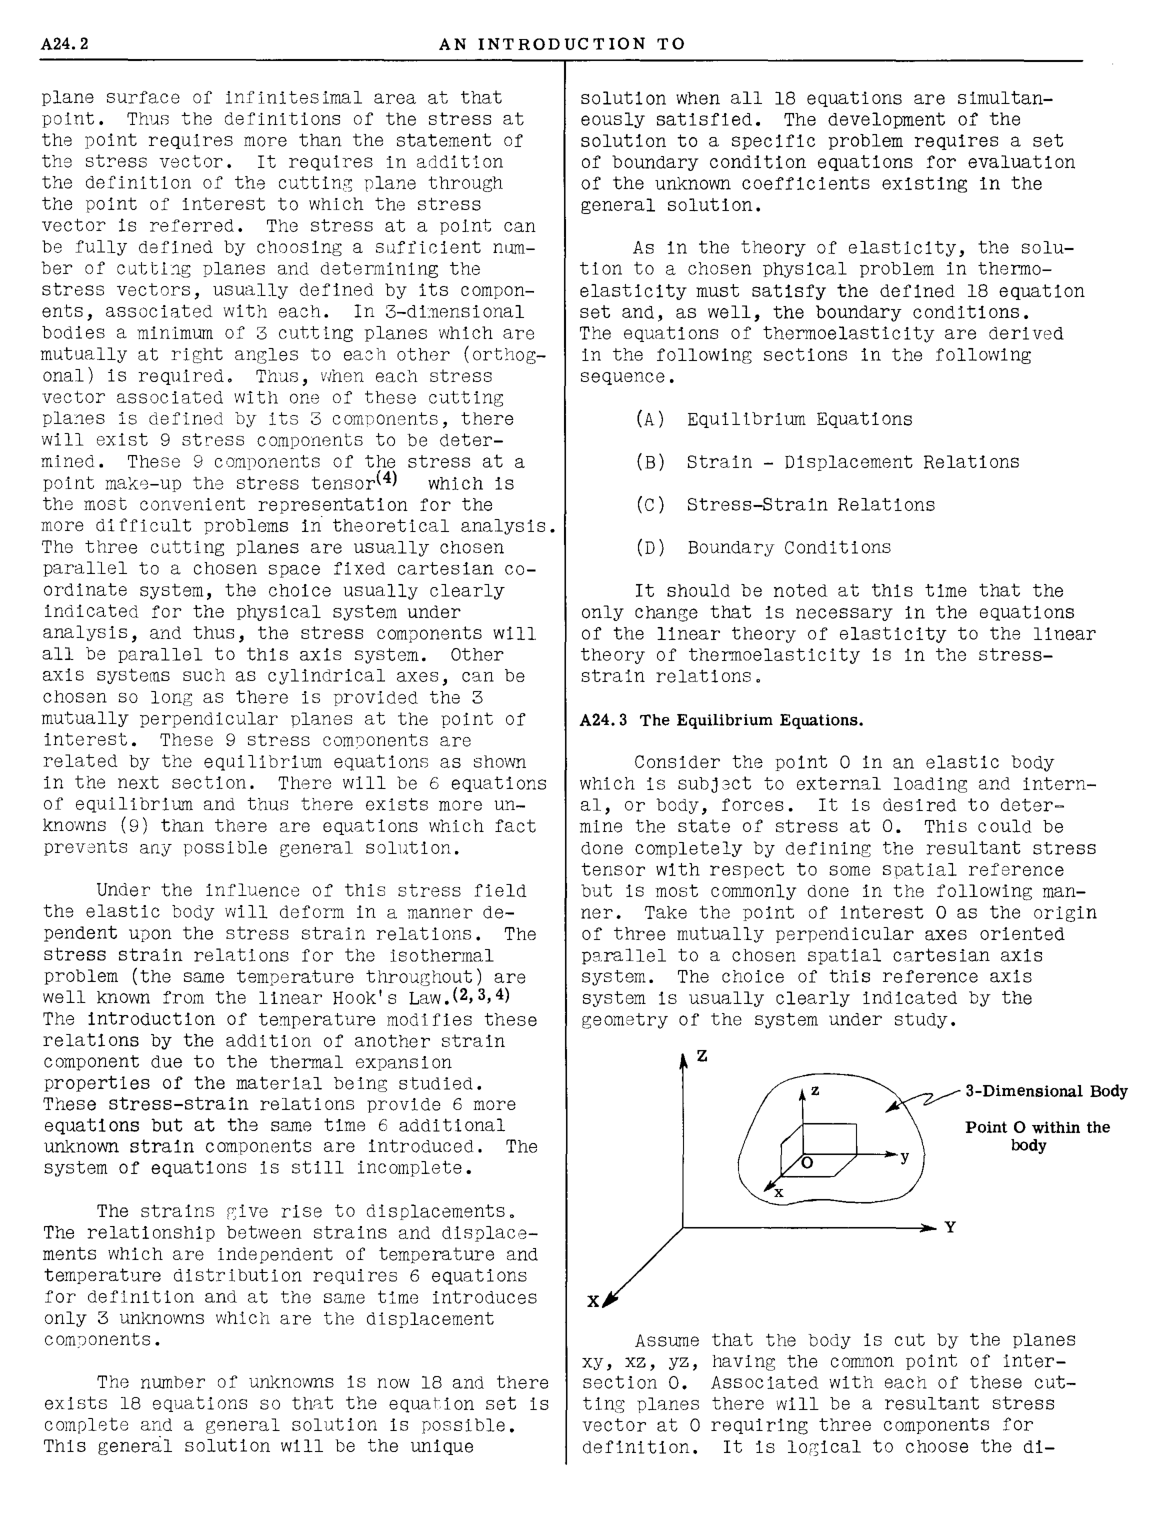 A24.2
AN INTRODUCTION TO
plane surface of infinitesimal area at that
point. Thus the definitions of the stress at
the point requires more than the statement of
the stress vector. It requires in addition
the definition of the cutting plane through
the point of interest to which the stress
vector is referred. The stress at a point can
be fully defined by choosing a sufficient num-
ber of cutting planes and determining the
stress vectors, usually defined by its compon-
ents, associated with each. In 3-dimensional
bodies a minimum of 3 cutting planes which are
mutually at right angles to each other (orthog-
onal) is required. Thus, when each stress
vector associated with one of these cutting
planes is defined by its 3 components, there
will exist 9 stress components to be deter-
mined. These 9 components of the stress at a
point make-up the stress tensor(4) which is
the most convenient representation for the
more difficult problems in theoretical analysis.
The three cutting planes are usually chosen
parallel to a chosen space fixed cartesian co-
ordinate system, the choice usually clearly
indicated for the physical system under
analysis, and thus, the stress components will
all be parallel to this axis system. Other
axis systems such as cylindrical axes, can be
chosen so long as there is provided the 3
mutually perpendicular planes at the point of
interest. These 9 stress components are
related by the equilibrium equations as shown
in the next section. There will be 6 equations
of equilibrium and thus there exists more un-
knowns (9) than there are equations which fact
prevents any possible general solution.
Under the influence of this stress field
the elastic body will deform in a manner de-
pendent upon the stress strain relations. The
stress strain relations for the isothermal
problem (the same temperature throughout) are
well known from the linear Hook's Law.(2,3,4)
The introduction of temperature modifies these
relations by the addition of another strain
component due to the thermal expansion
properties of the material being studied.
These stress-strain relations provide 6 more
equations but at the same time 6 additional
unknown strain components are introduced. The
system of equations is still incomplete.
The strains give rise to displacements.
The relationship between strains and displace-
ments which are independent of temperature and
temperature distribution requires 6 equations
for definition and at the same time introduces
only 3 unknowns which are the displacement
components.
The number of unknowns is now 18 and there
exists 18 equations so that the equation set is
complete and a general solution is possible.
This general solution will be the unique
solution when all 18 equations are simultan-
eously satisfied. The development of the
solution to a specific problem requires a set
of boundary condition equations for evaluation
of the unknown coefficients existing in the
general solution.
As in the theory of elasticity, the solu-
tion to a chosen physical problem in thermo-
elasticity must satisfy the defined 18 equation
set and, as well, the boundary conditions.
The equations of thermoelasticity are derived
in the following sections in the following
sequence.
(A) Equilibrium Equations
(B) Strain - Displacement Relations
(C) Stress-Strain Relations
(D) Boundary Conditions
It should be noted at this time that the
only change that is necessary in the equations
of the linear theory of elasticity to the linear
theory of thermoelasticity is in the stress-
strain relations.
A24.3 The Equilibrium Equations.
Consider the point O in an elastic body
which is subject to external loading and intern-
al, or body, forces. It is desired to deter-
mine the state of stress at O. This could be
done completely by defining the resultant stress
tensor with respect to some spatial reference
but is most commonly done in the following man-
ner. Take the point of interest O as the origin
of three mutually perpendicular axes oriented
parallel to a chosen spatial cartesian axis
system. The choice of this reference axis
system is usually clearly indicated by the
geometry of the system under study.
Z
z
3-Dimensional Body
Point O within the
body
O
y
x
Y
X
Assume that the body is cut by the planes
xy, xz, yz, having the common point of inter-
section O. Associated with each of these cut-
ting planes there will be a resultant stress
vector at O requiring three components for
definition. It is logical to choose the di-